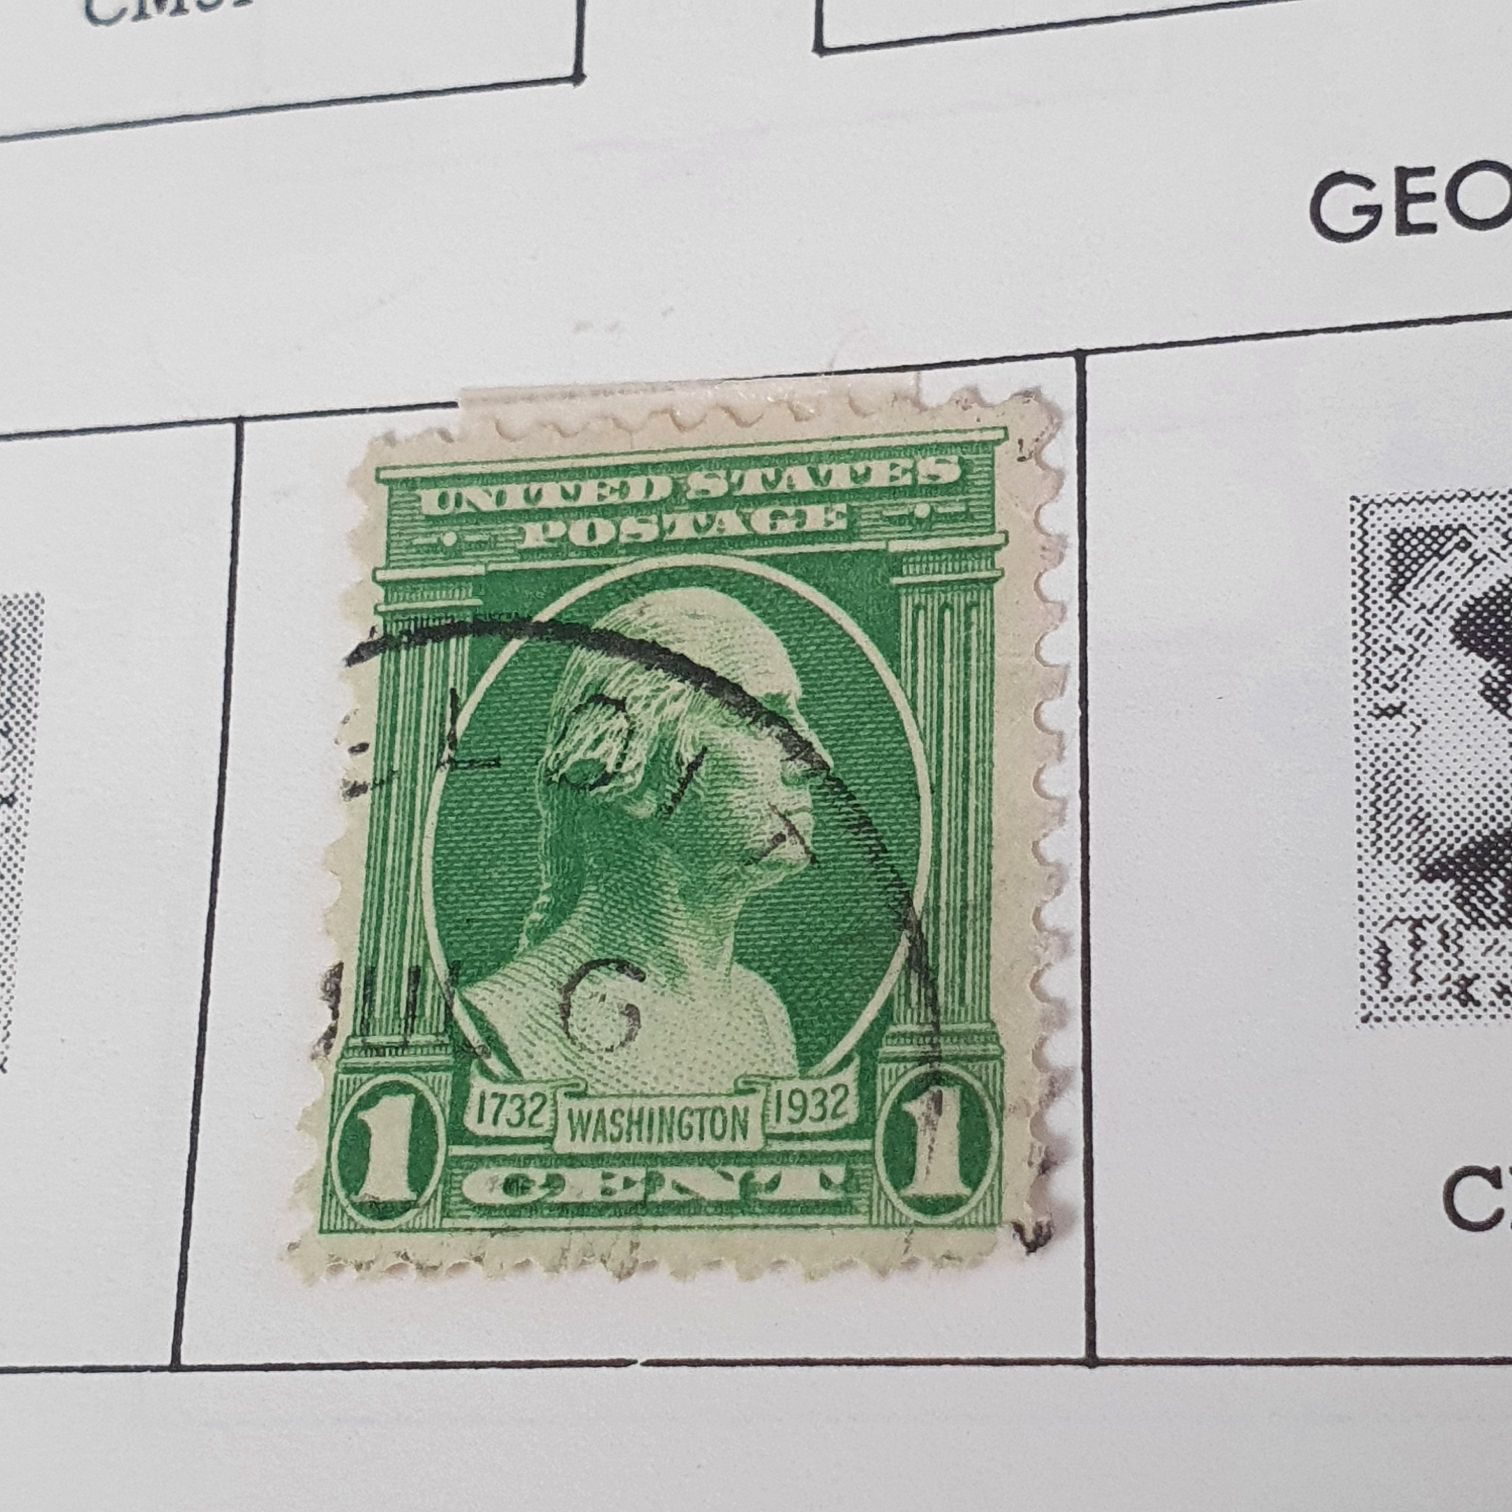 GEO
UNITED STATES
POSTAGE
1732 WASHINGTON 1932
1 CENT 1